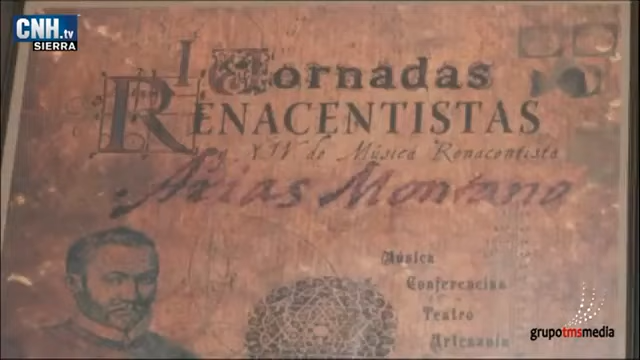 CNH.tv
SIERRA
I Jornadas
RENACENTISTAS
XIV de Música Renacentista
Arias Montano
Música
Conferencias
Teatro
Artesanía
grupotmsmedia